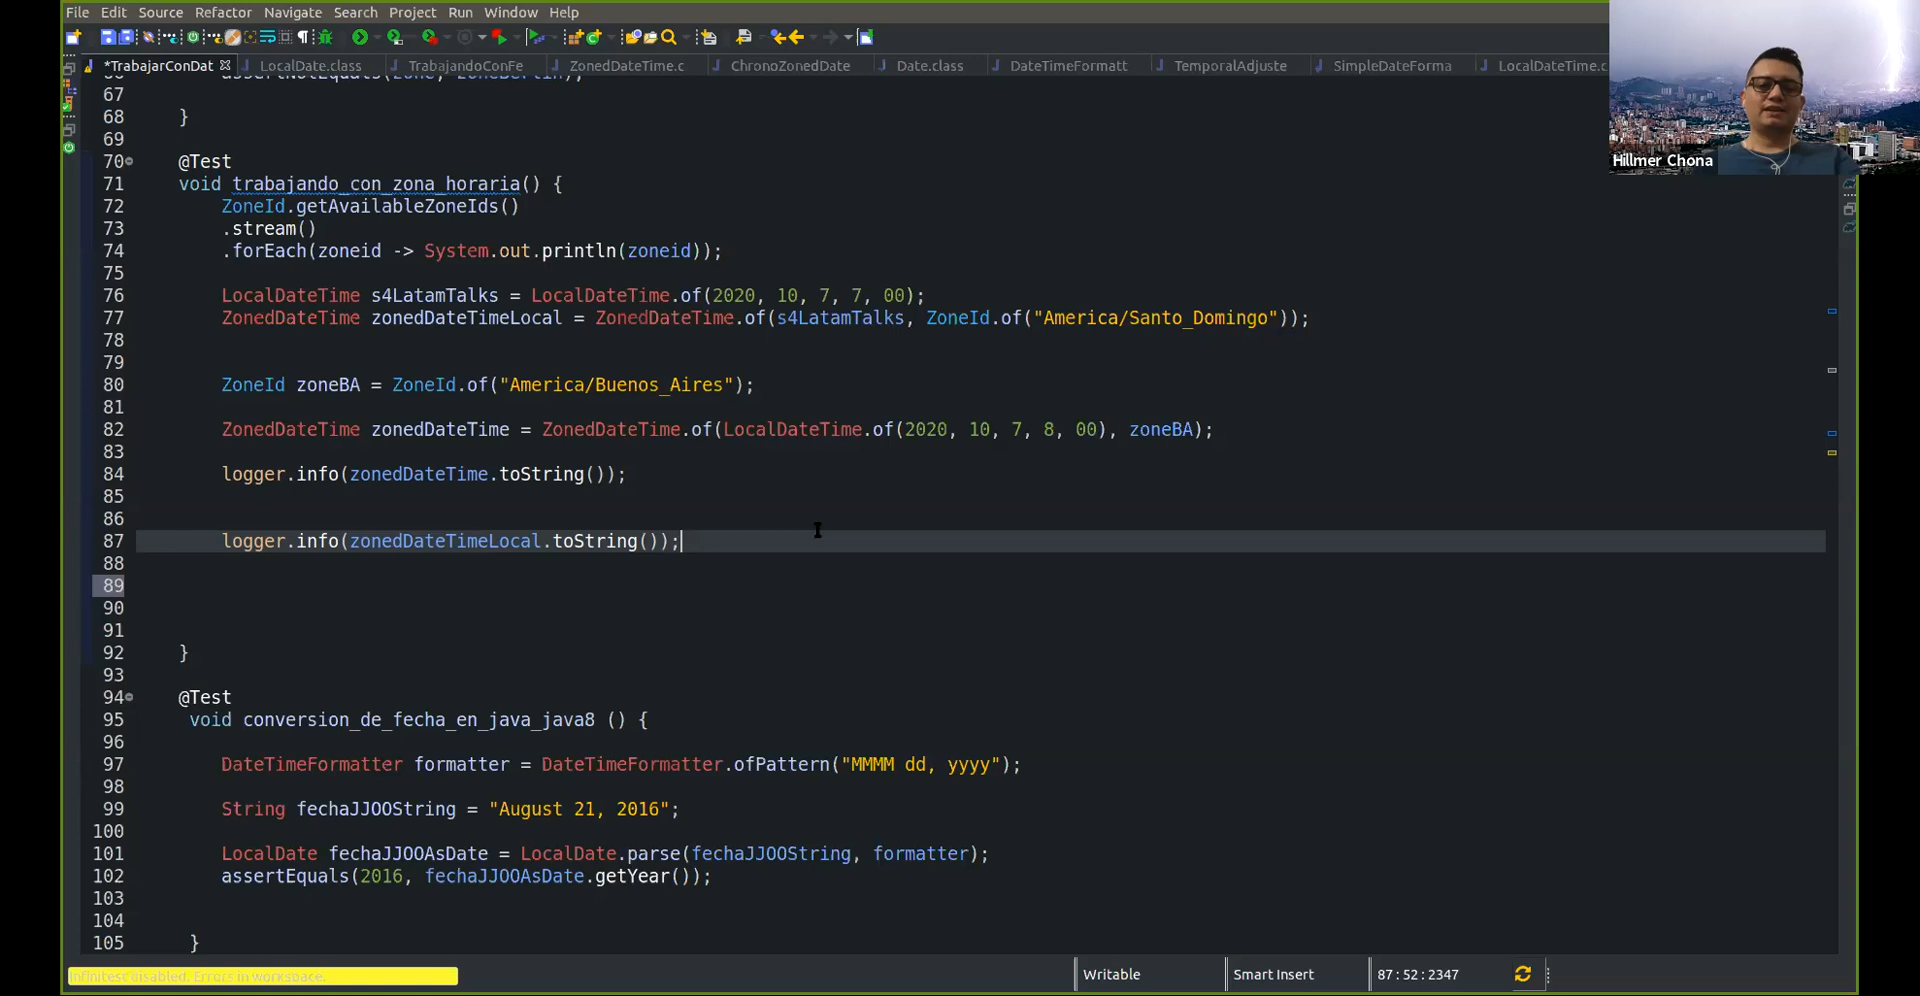 File Edit Source Refactor Navigate Search Project Run Window Help
*TrabajarConDat LocalDate.class TrabajandoConFe ZonedDateTime.c ChronoZonedDate Date.class DateTimeFormatt TemporalAdjuste SimpleDateForma LocalDateTime.c
Hillmer Chona
67
68 }
69
70 @Test
71 void trabajando_con_zona_horaria() {
72 ZoneId.getAvailableZoneIds()
73 .stream()
74 .forEach(zoneid -> System.out.println(zoneid));
75
76 LocalDateTime s4LatamTalks = LocalDateTime.of(2020, 10, 7, 7, 00);
77 ZonedDateTime zonedDateTimeLocal = ZonedDateTime.of(s4LatamTalks, ZoneId.of("America/Santo_Domingo"));
78
79
80 ZoneId zoneBA = ZoneId.of("America/Buenos_Aires");
81
82 ZonedDateTime zonedDateTime = ZonedDateTime.of(LocalDateTime.of(2020, 10, 7, 8, 00), zoneBA);
83
84 logger.info(zonedDateTime.toString());
85
86
87 logger.info(zonedDateTimeLocal.toString());
88
89
90
91
92 }
93
94 @Test
95 void conversion_de_fecha_en_java_java8 () {
96
97 DateTimeFormatter formatter = DateTimeFormatter.ofPattern("MMMM dd, yyyy");
98
99 String fechaJJOOString = "August 21, 2016";
100
101 LocalDate fechaJJOOAsDate = LocalDate.parse(fechaJJOOString, formatter);
102 assertEquals(2016, fechaJJOOAsDate.getYear());
103
104
105 }
Infinitest disabled. Errors in workspace.
Writable Smart Insert 87:52:2347